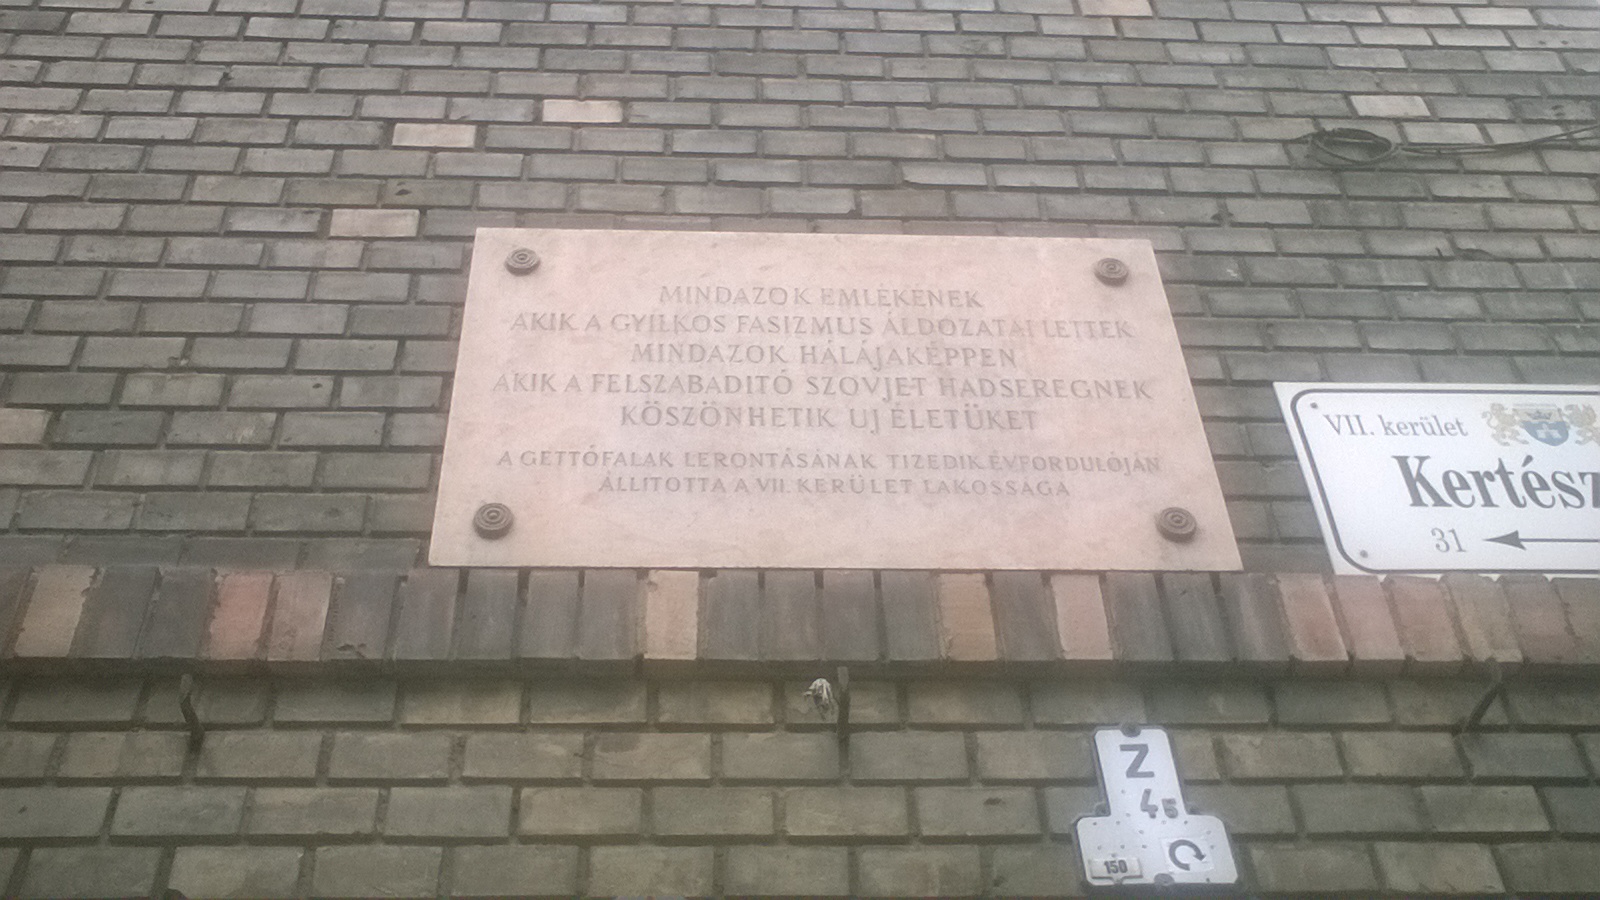 MINDAZOK EMLÉKÉNEK
AKIK A GYILKOS FASIZMUS ÁLDOZATAI LETTEK
MINDAZOK HÁLÁJAKÉPPEN
AKIK A FELSZABADITÓ SZOVJET HADSEREGNEK
KÖSZÖNHETIK UJ ÉLETÜKET
A GETTÓFALAK LERONTÁSÁNAK TIZEDIK ÉVFORDULÓJÁN
ÁLLITOTTA A VII. KERÜLET LAKOSSÁGA
VII. kerület
Kertész
31
Z
45
150